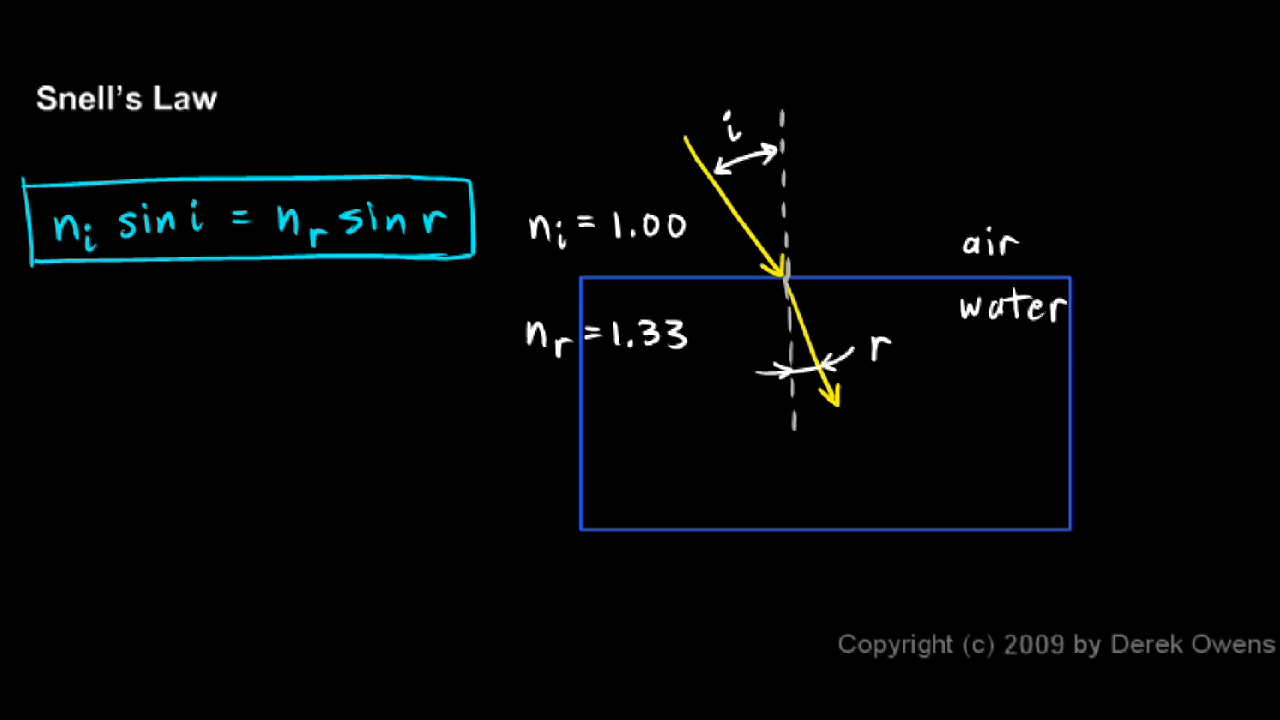 Snell's Law
n_i sin i = n_r sin r
i
n_i = 1.00
air
water
n_r = 1.33
r
Copyright (c) 2009 by Derek Owens